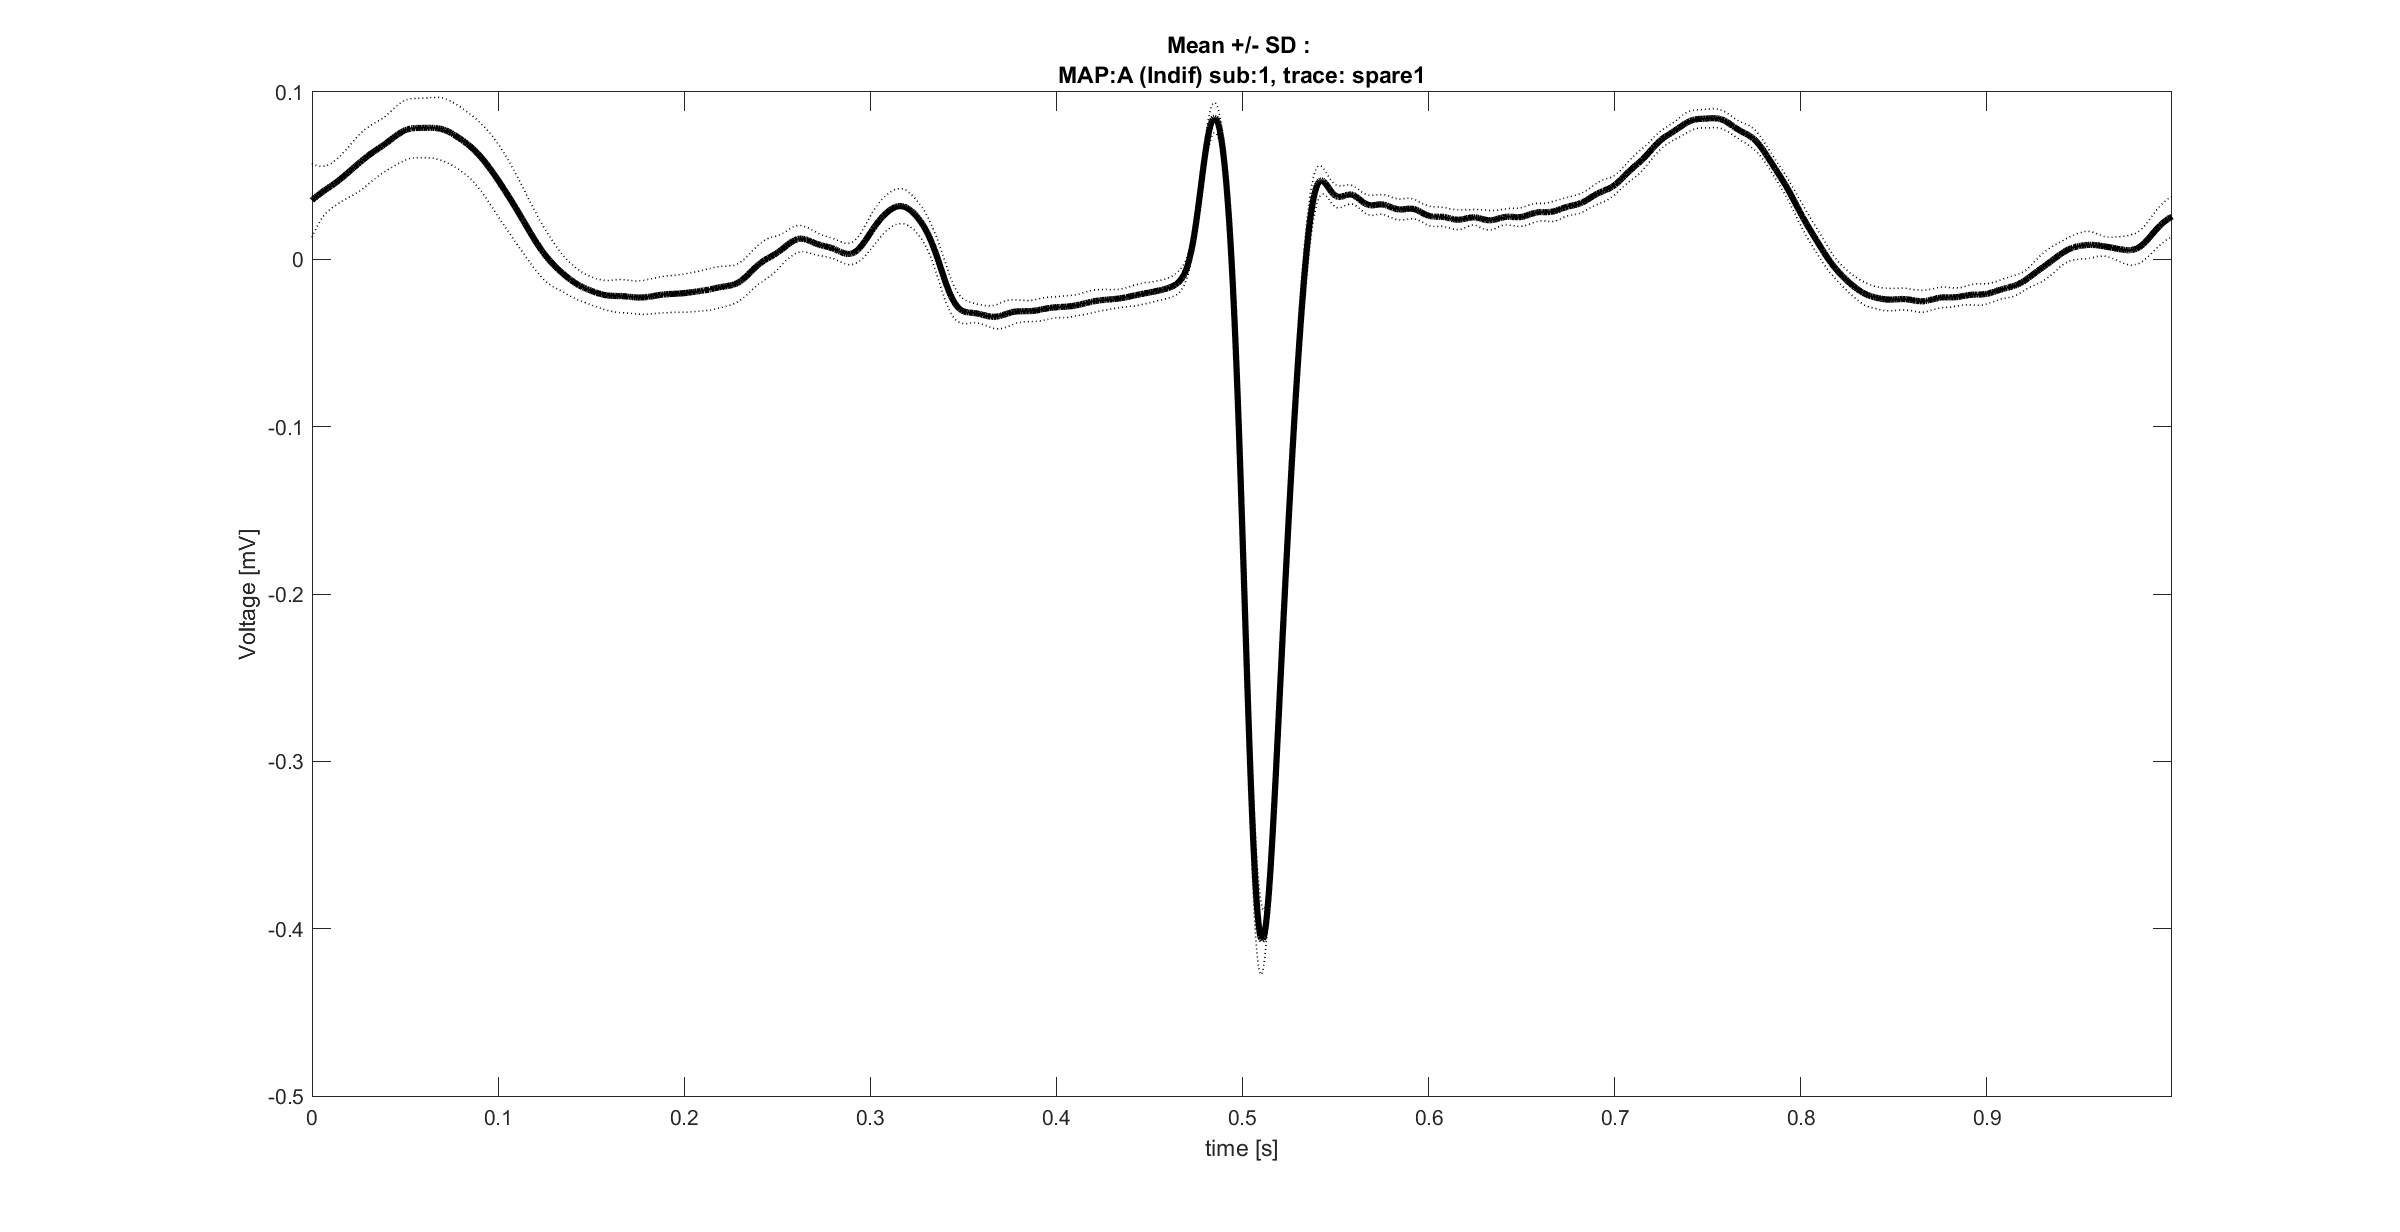 Mean +/- SD :
MAP:A (Indif) sub:1, trace: spare1
0.1
0
-0.1
-0.2
-0.3
-0.4
-0.5
Voltage [mV]
0 0.1 0.2 0.3 0.4 0.5 0.6 0.7 0.8 0.9
time [s]